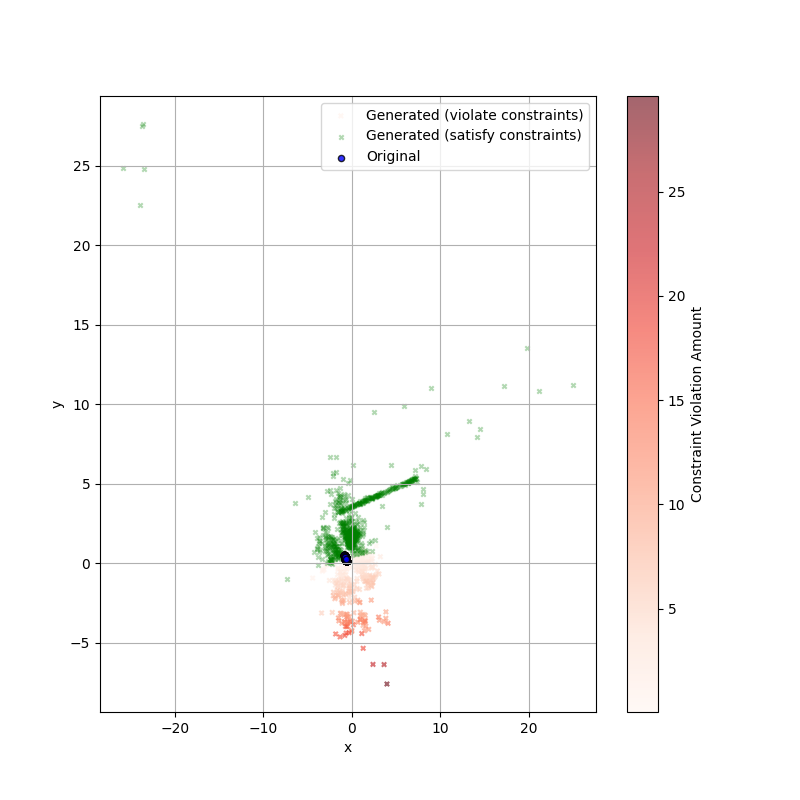 Generated (violate constraints)
Generated (satisfy constraints)
Original
25
20
15
10
5
0
−5
−20
−10
0
10
20
x
y
25
20
15
10
5
Constraint Violation Amount